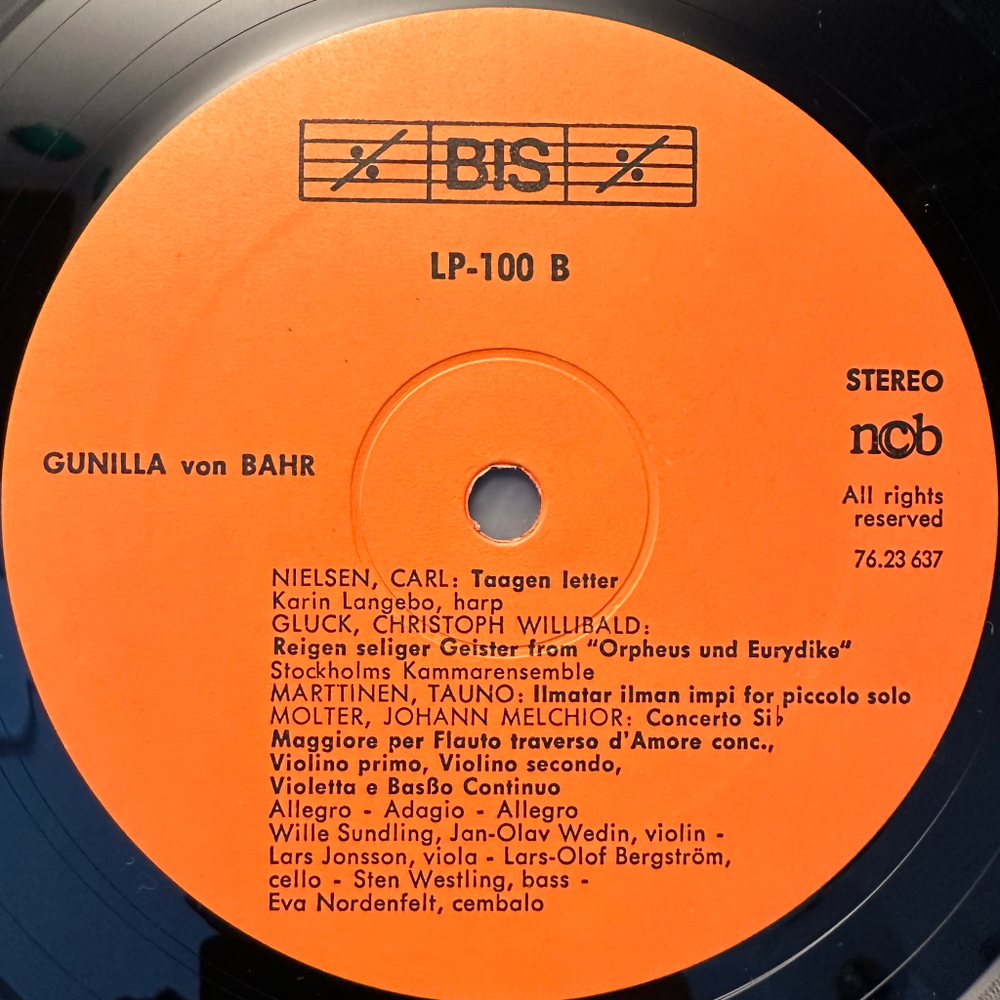 BIS
LP-100 B
STEREO
ncb
GUNILLA von BAHR
All rights
reserved
76.23 637
NIELSEN, CARL: Taagen letter
Karin Langebo, harp
GLUCK, CHRISTOPH WILLIBALD:
Reigen seliger Geister from “Orpheus und Eurydike“
Stockholms Kammarensemble
MARTTINEN, TAUNO: Ilmatar ilman impi for piccolo solo
MOLTER, JOHANN MELCHIOR: Concerto Si♭
Maggiore per Flauto traverso d'Amore conc.,
Violino primo, Violino secondo,
Violetta e Basßo Continuo
Allegro - Adagio - Allegro
Wille Sundling, Jan-Olav Wedin, violin -
Lars Jonsson, viola - Lars-Olof Bergström,
cello - Sten Westling, bass -
Eva Nordenfelt, cembalo